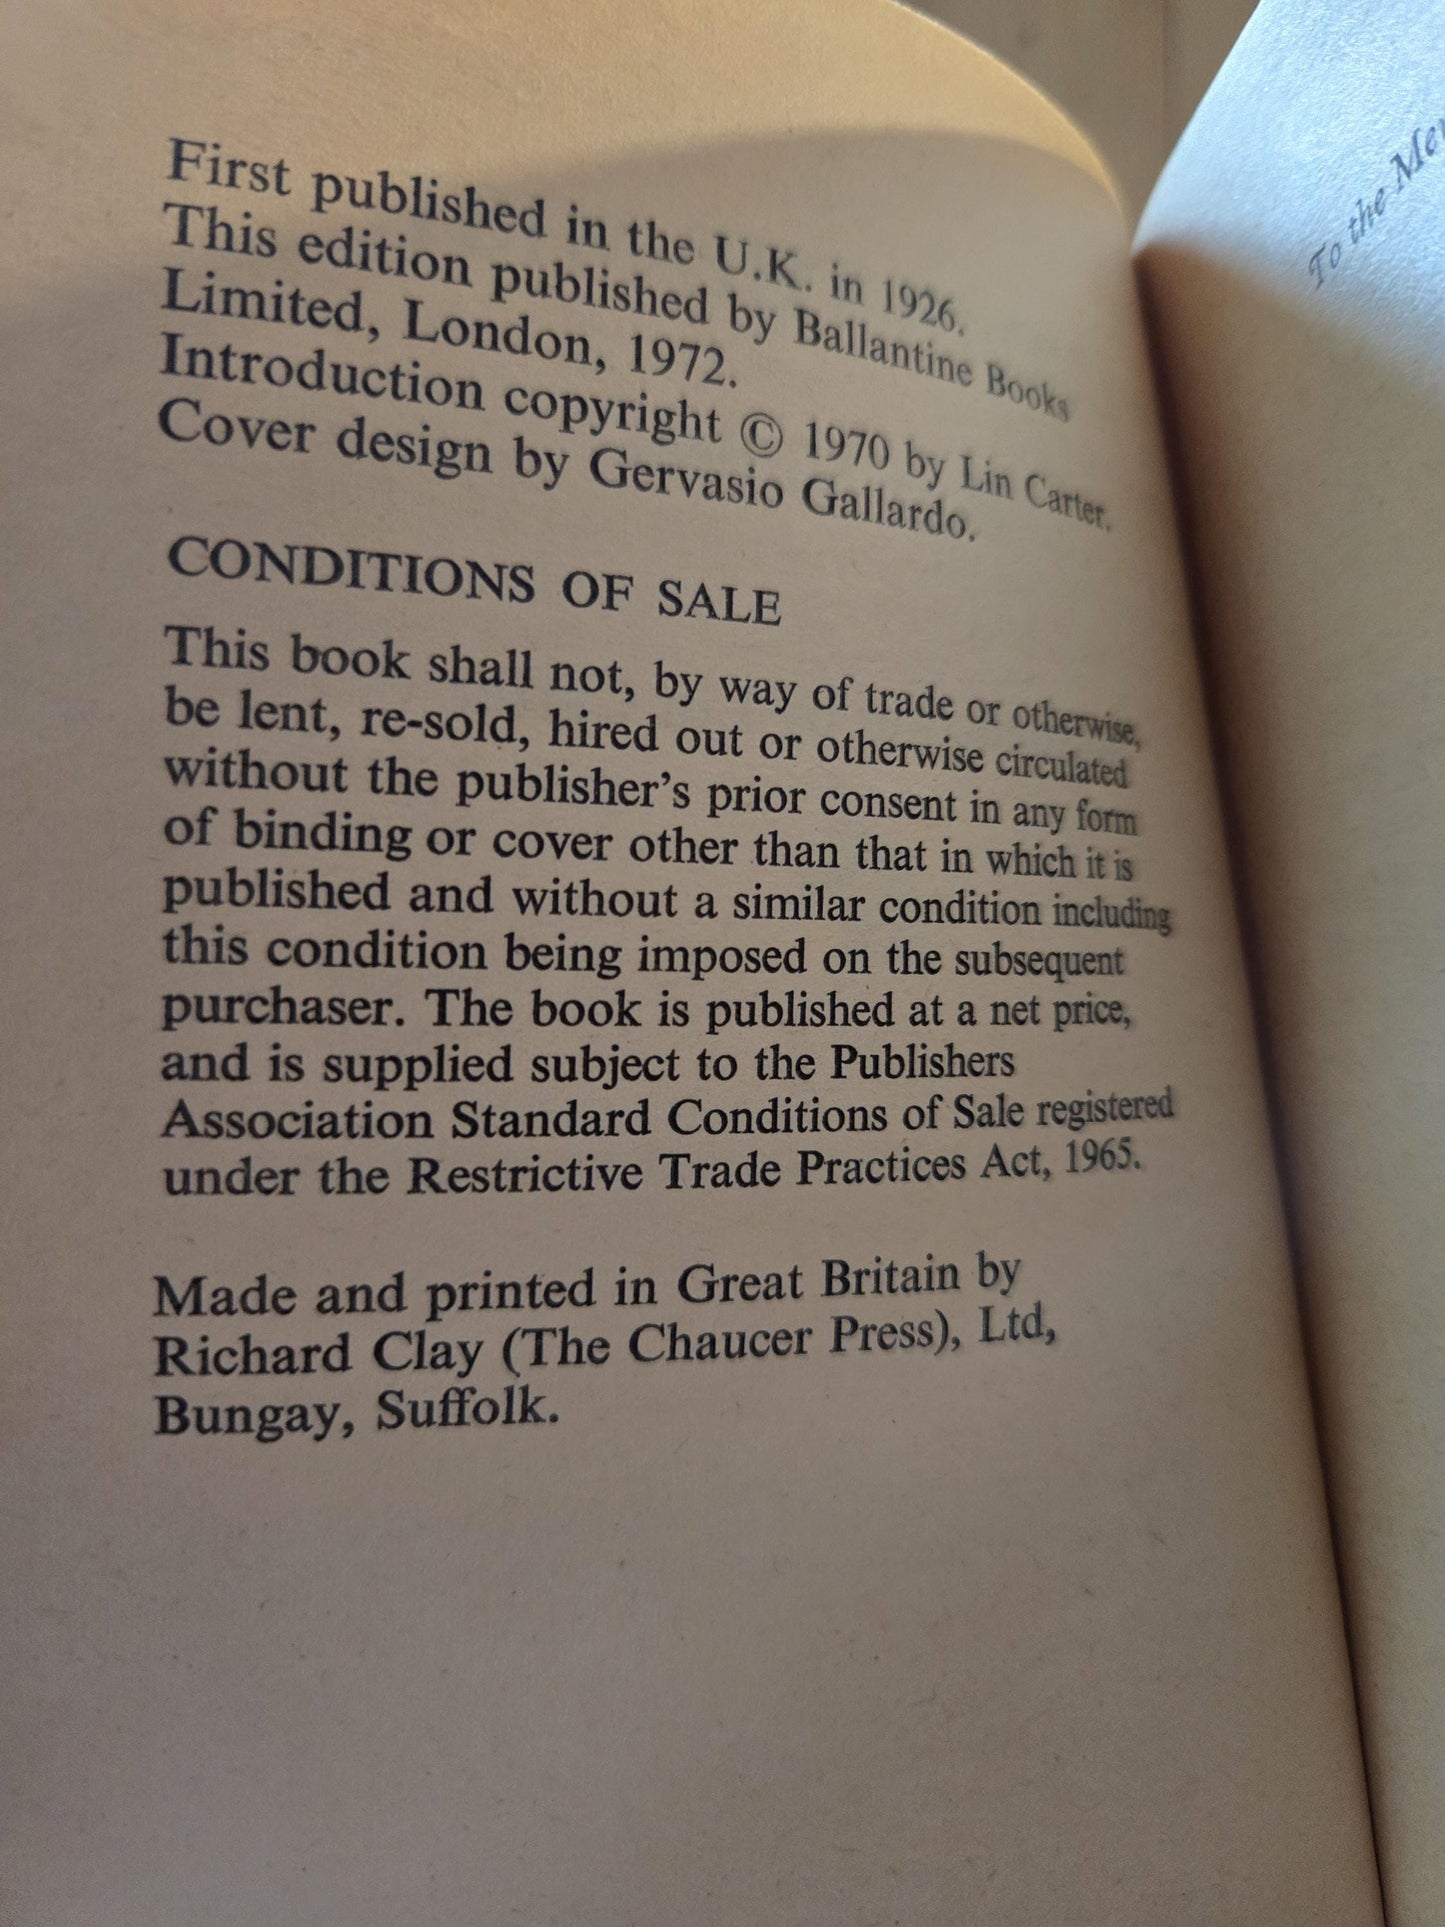 First published in the U.K. in 1926.
This edition published by Ballantine Books
Limited, London, 1972.
Introduction copyright © 1970 by Lin Carter.
Cover design by Gervasio Gallardo.
CONDITIONS OF SALE
This book shall not, by way of trade or otherwise,
be lent, re-sold, hired out or otherwise circulated
without the publisher's prior consent in any form
of binding or cover other than that in which it is
published and without a similar condition including
this condition being imposed on the subsequent
purchaser. The book is published at a net price,
and is supplied subject to the Publishers
Association Standard Conditions of Sale registered
under the Restrictive Trade Practices Act, 1965.
Made and printed in Great Britain by
Richard Clay (The Chaucer Press), Ltd,
Bungay, Suffolk.
To the